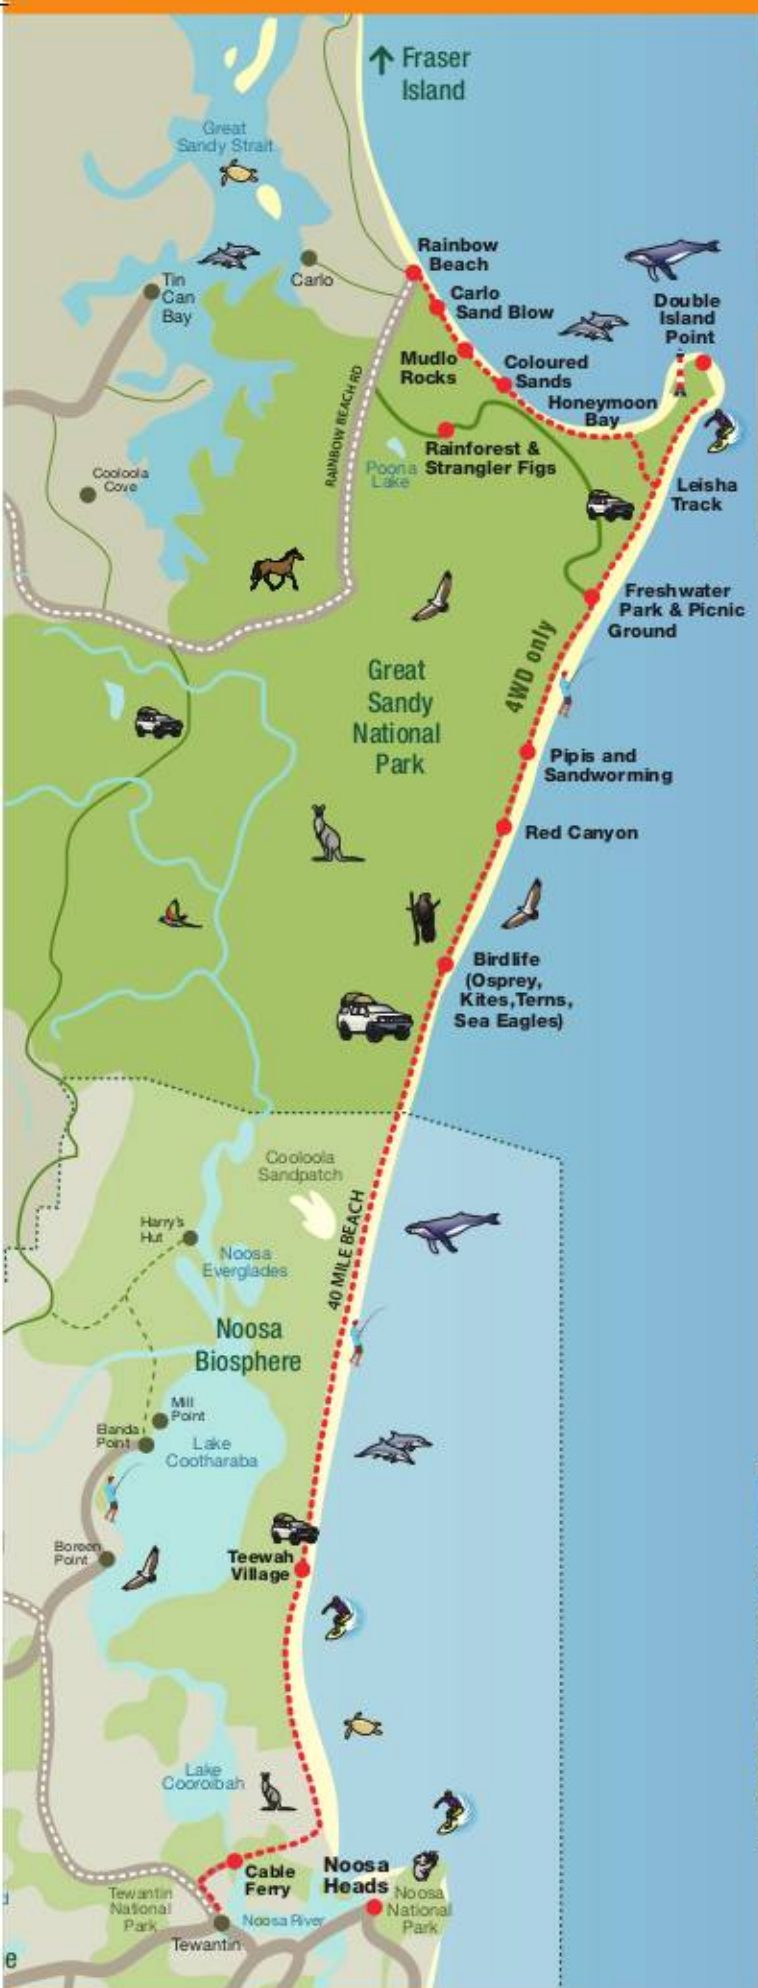 Fraser
Island
Great
Sandy Strait
Rainbow
Beach
Carlo
Tin
Can
Bay
Carlo
Sand Blow
Double
Island
Point
Mudlo
Rocks
Coloured
Sands
Honeymoon
Bay
RAINBOW BEACH RD
Rainforest &
Strangler Figs
Poona
Lake
Cooloola
Cove
Leisha
Track
Freshwater
Park & Picnic
Ground
4WD only
Great
Sandy
National
Park
Pipis and
Sandworming
Red Canyon
Birdlife
(Osprey,
Kites,Terns,
Sea Eagles)
Cooloola
Sandpatch
40 MILE BEACH
Harry's
Hut
Noosa
Everglades
Noosa
Biosphere
Mill
Point
Banda
Point
Lake
Cootharaba
Boreen
Point
Teewah
Village
Lake
Cooroibah
Cable
Ferry
Noosa
Heads
Noosa
National
Park
Tewantin
National
Park
Noosa River
Tewantin
e